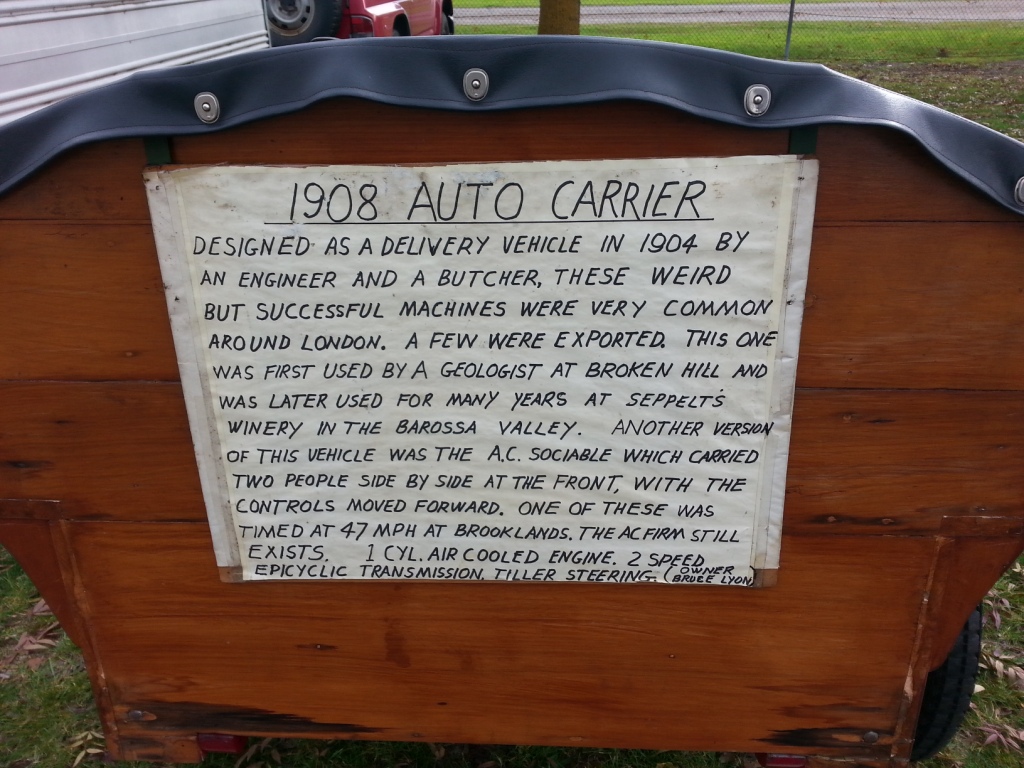 1908 AUTO CARRIER
DESIGNED AS A DELIVERY VEHICLE IN 1904 BY
AN ENGINEER AND A BUTCHER, THESE WEIRD
BUT SUCCESSFUL MACHINES WERE VERY COMMON
AROUND LONDON. A FEW WERE EXPORTED. THIS ONE
WAS FIRST USED BY A GEOLOGIST AT BROKEN HILL AND
WAS LATER USED FOR MANY YEARS AT SEPPELT'S
WINERY IN THE BAROSSA VALLEY. ANOTHER VERSION
OF THIS VEHICLE WAS THE A.C. SOCIABLE WHICH CARRIED
TWO PEOPLE SIDE BY SIDE AT THE FRONT, WITH THE
CONTROLS MOVED FORWARD. ONE OF THESE WAS
TIMED AT 47 MPH AT BROOKLANDS. THE AC FIRM STILL
EXISTS. 1 CYL. AIR COOLED ENGINE. 2 SPEED
EPICYCLIC TRANSMISSION. TILLER STEERING. (OWNER
BRUCE LYON)